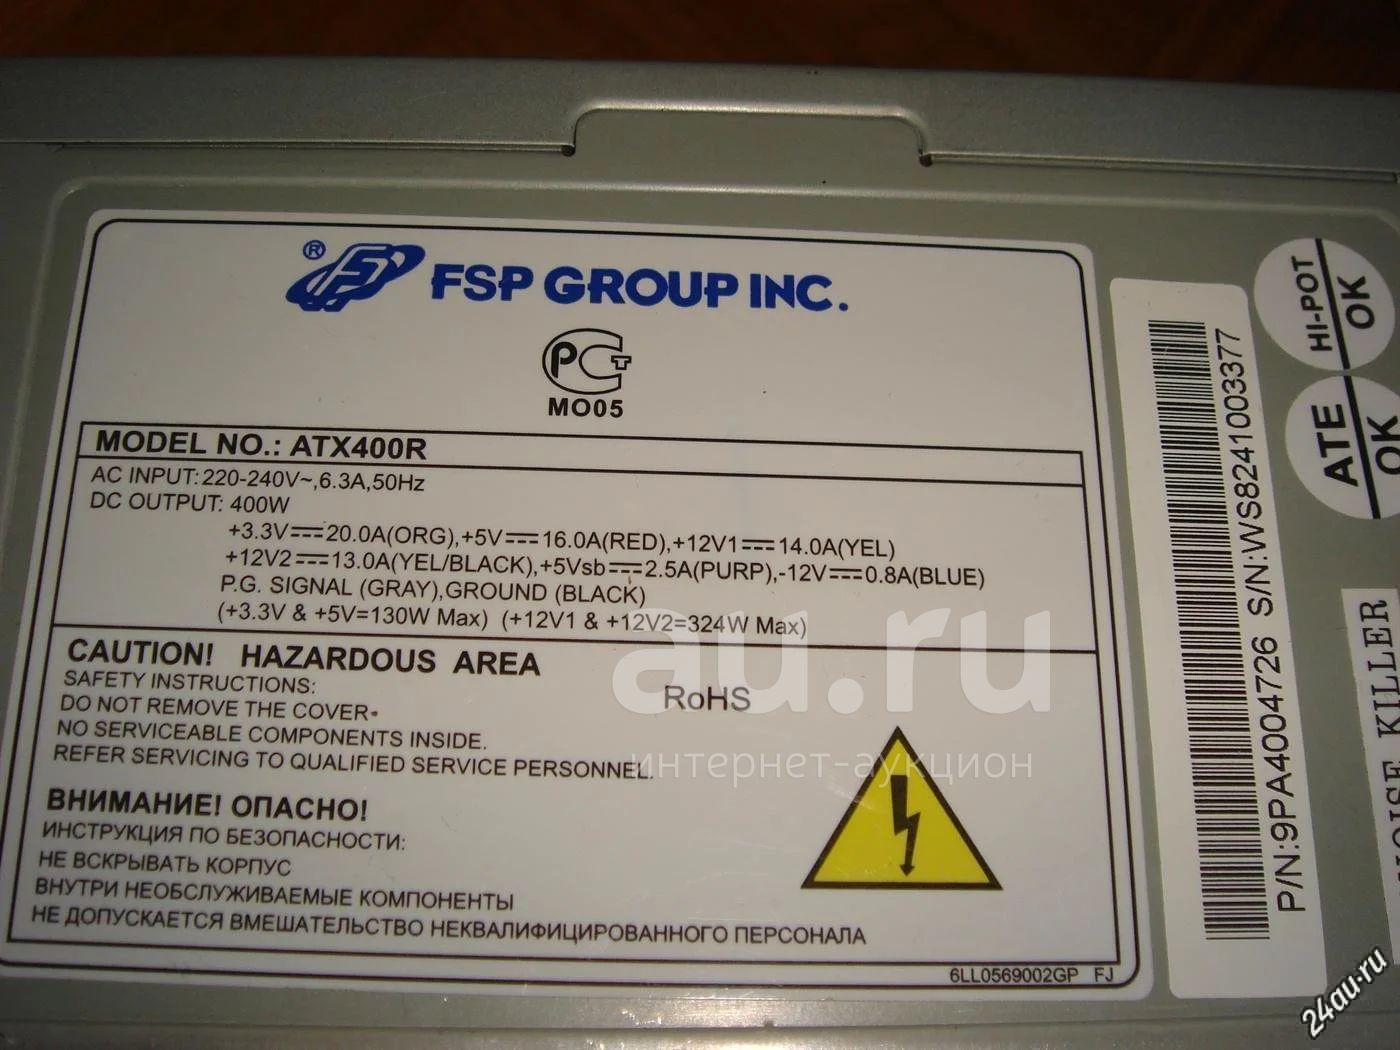 ® FSP GROUP INC.
РСТ
МО05
MODEL NO.: ATX400R
AC INPUT: 220-240V~,6.3A,50Hz
DC OUTPUT: 400W
+3.3V⎓20.0A(ORG),+5V⎓16.0A(RED),+12V1⎓14.0A(YEL)
+12V2⎓13.0A(YEL/BLACK),+5Vsb⎓2.5A(PURP),-12V⎓0.8A(BLUE)
P.G. SIGNAL (GRAY),GROUND (BLACK)
(+3.3V & +5V=130W Max) (+12V1 & +12V2=324W Max)
CAUTION! HAZARDOUS AREA
SAFETY INSTRUCTIONS:
DO NOT REMOVE THE COVER.
NO SERVICEABLE COMPONENTS INSIDE.
REFER SERVICING TO QUALIFIED SERVICE PERSONNEL.
RoHS
ВНИМАНИЕ! ОПАСНО!
ИНСТРУКЦИЯ ПО БЕЗОПАСНОСТИ:
НЕ ВСКРЫВАТЬ КОРПУС
ВНУТРИ НЕОБСЛУЖИВАЕМЫЕ КОМПОНЕНТЫ
НЕ ДОПУСКАЕТСЯ ВМЕШАТЕЛЬСТВО НЕКВАЛИФИЦИРОВАННОГО ПЕРСОНАЛА
6LL0569002GP FJ
P/N:9PA4004726 S/N:WS8241003377
HI-POT
OK
ATE
OK
NOISE KILLER
au.ru
интернет-аукцион
24au.ru